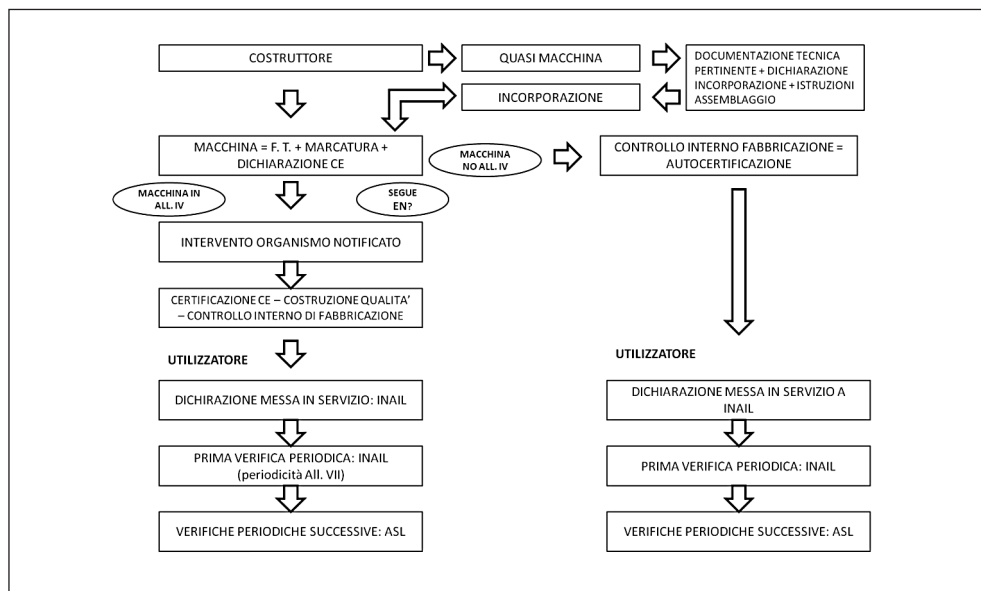 COSTRUTTORE
QUASI MACCHINA
DOCUMENTAZIONE TECNICA
PERTINENTE + DICHIARAZIONE
INCORPORAZIONE + ISTRUZIONI
ASSEMBLAGGIO
INCORPORAZIONE
MACCHINA = F. T. + MARCATURA +
DICHIARAZIONE CE
MACCHINA
NO ALL. IV
CONTROLLO INTERNO FABBRICAZIONE =
AUTOCERTIFICAZIONE
MACCHINA IN
ALL. IV
SEGUE
EN?
INTERVENTO ORGANISMO NOTIFICATO
CERTIFICAZIONE CE – COSTRUZIONE QUALITA’
– CONTROLLO INTERNO DI FABBRICAZIONE
UTILIZZATORE
DICHIRAZIONE MESSA IN SERVIZIO: INAIL
PRIMA VERIFICA PERIODICA: INAIL
(periodicità All. VII)
VERIFICHE PERIODICHE SUCCESSIVE: ASL
UTILIZZATORE
DICHIARAZIONE MESSA IN SERVIZIO A
INAIL
PRIMA VERIFICA PERIODICA: INAIL
VERIFICHE PERIODICHE SUCCESSIVE: ASL